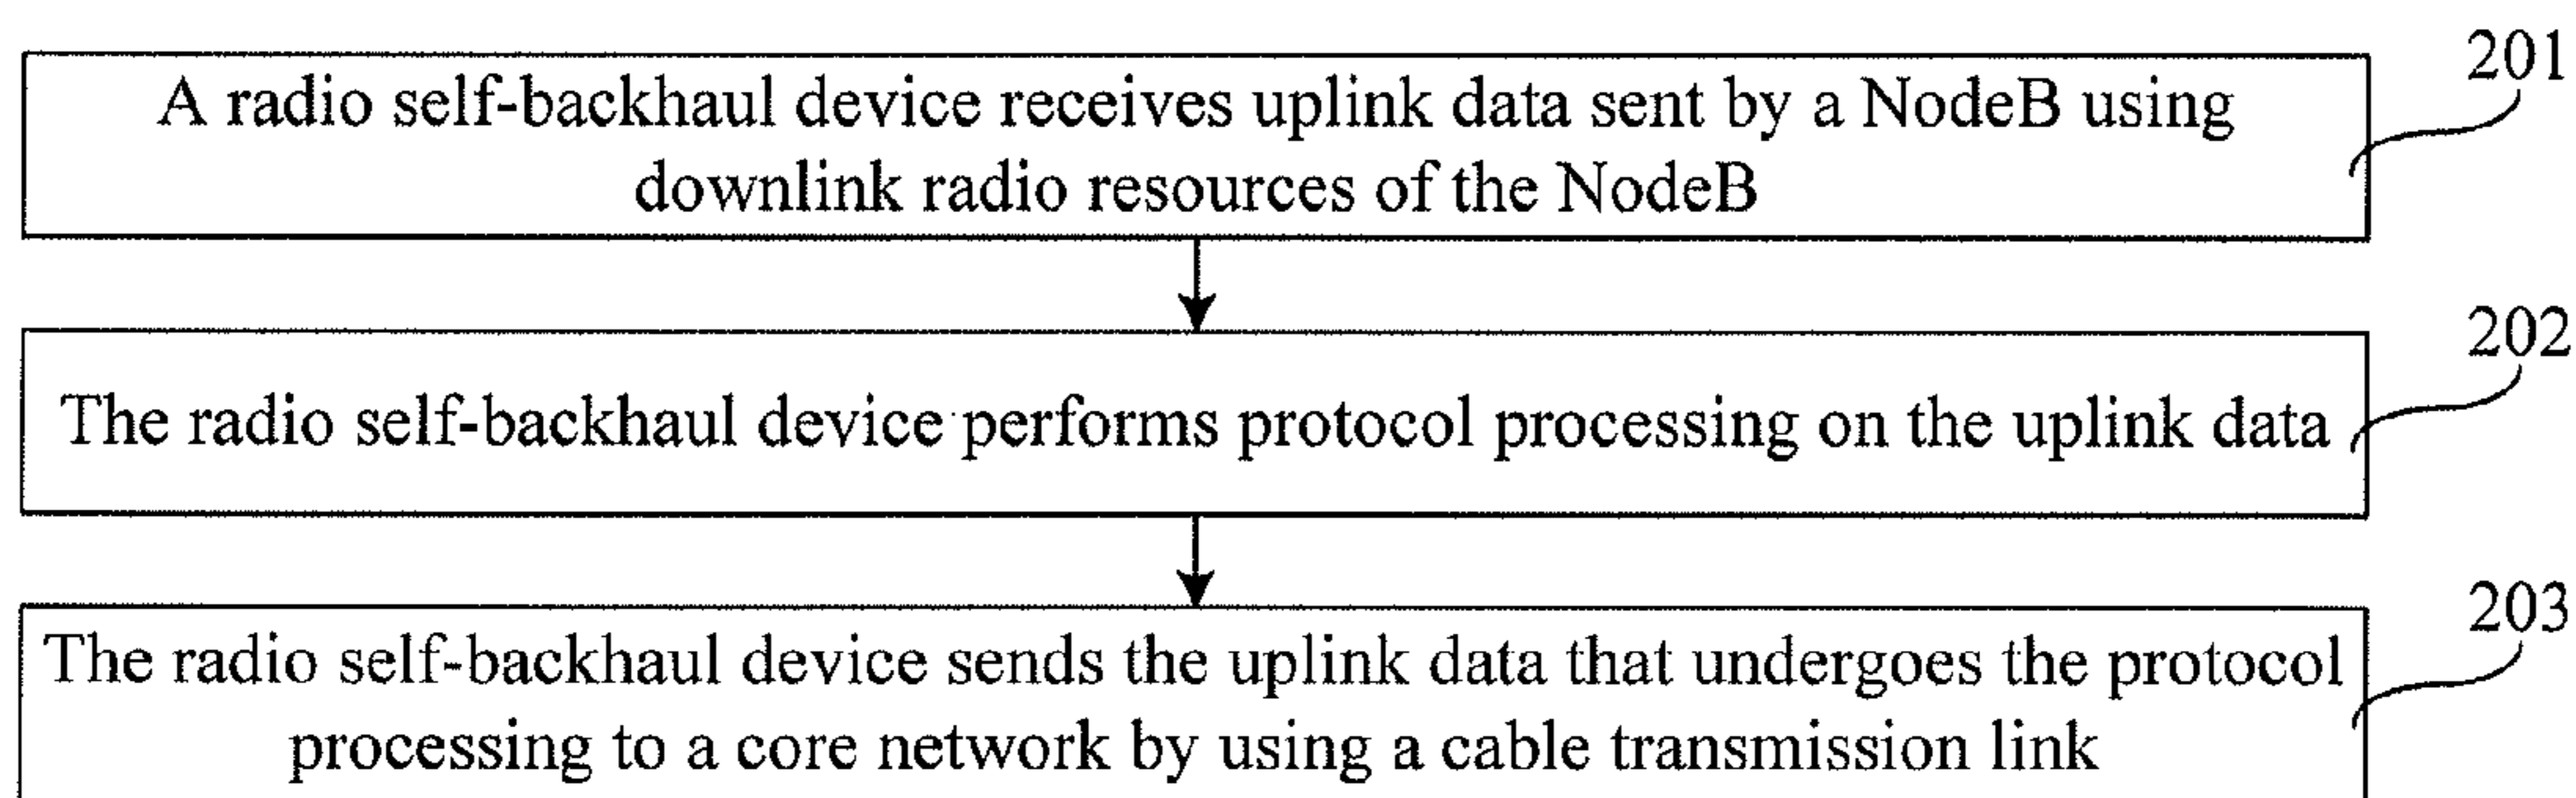 A radio self-backhaul device receives uplink data sent by a NodeB using
downlink radio resources of the NodeB
201
The radio self-backhaul device performs protocol processing on the uplink data
202
The radio self-backhaul device sends the uplink data that undergoes the protocol
processing to a core network by using a cable transmission link
203